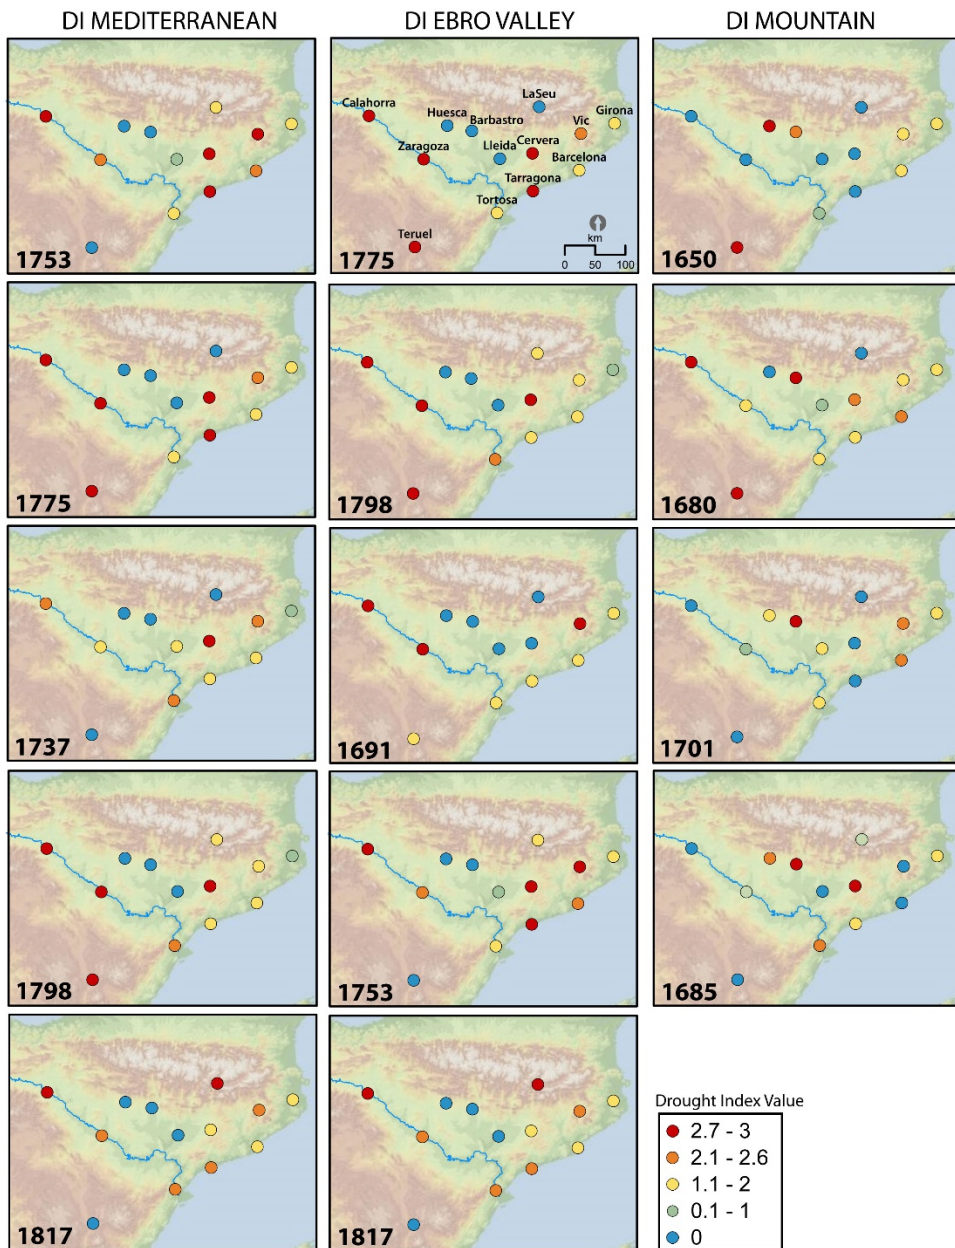 DI MEDITERRANEAN
DI EBRO VALLEY
DI MOUNTAIN
1753
Calahorra
Huesca
Barbastro
LaSeu
Girona
Vic
Zaragoza
Lleida
Cervera
Barcelona
Tarragona
Tortosa
Teruel
km
0 50 100
1775
1650
1775
1798
1680
1737
1691
1701
1798
1753
1685
1817
1817
Drought Index Value
2.7 - 3
2.1 - 2.6
1.1 - 2
0.1 - 1
0